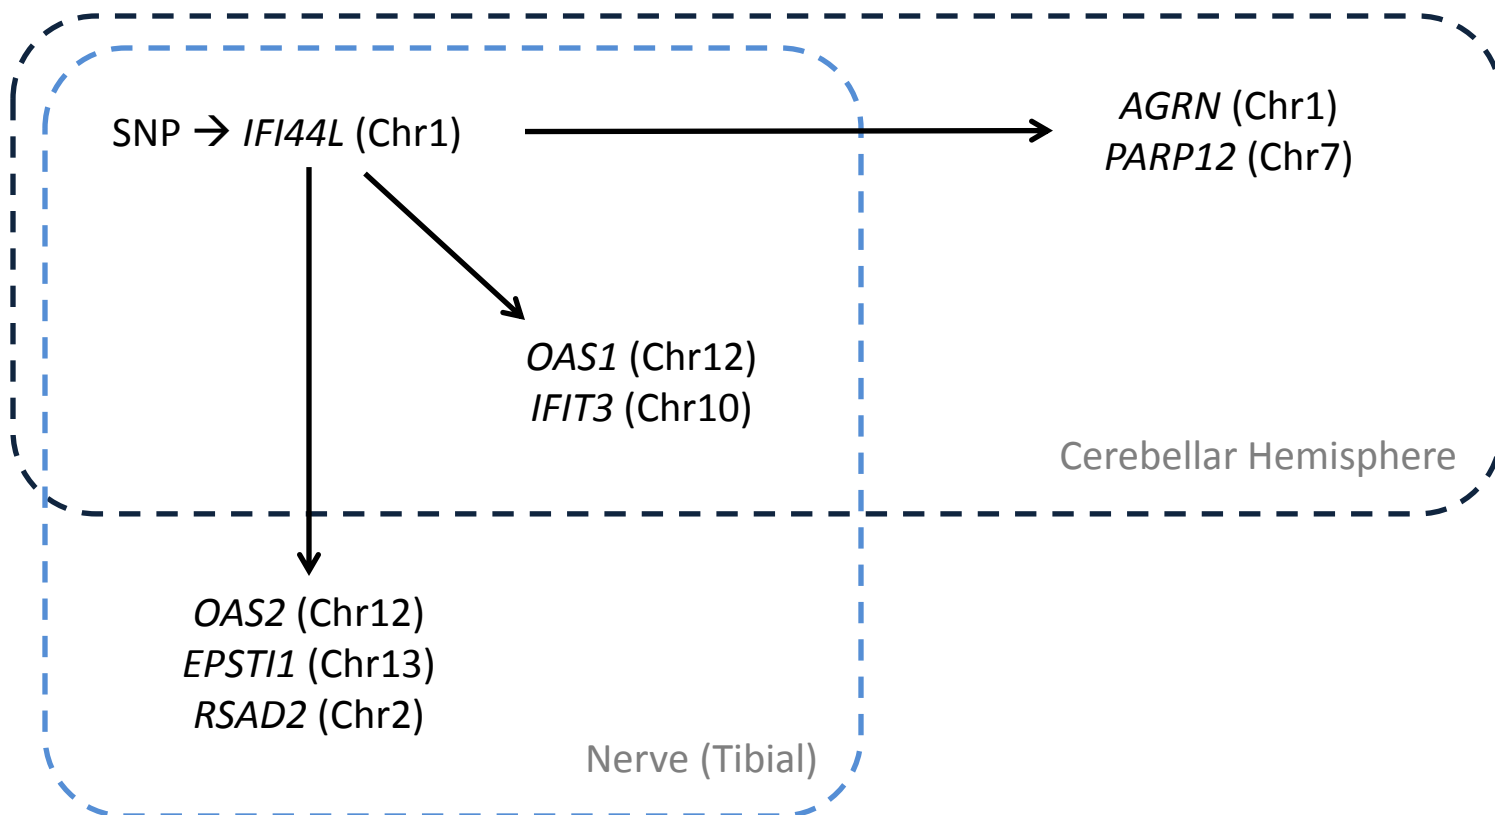 SNP → IFI44L (Chr1)
AGRN (Chr1)
PARP12 (Chr7)
OAS1 (Chr12)
IFIT3 (Chr10)
Cerebellar Hemisphere
OAS2 (Chr12)
EPSTI1 (Chr13)
RSAD2 (Chr2)
Nerve (Tibial)